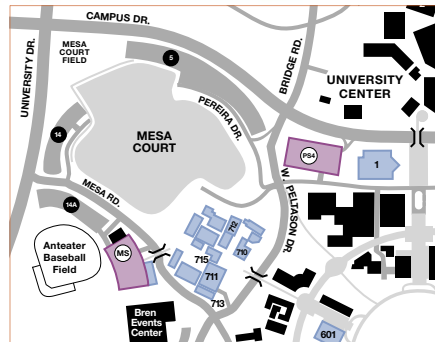 CAMPUS DR.
UNIVERSITY DR.
MESA
COURT
FIELD
5
BRIDGE RD.
UNIVERSITY
CENTER
PEREIRA DR.
14
MESA
COURT
PS4
1
MESA RD.
W. PELTASON DR.
14A
712
Anteater
Baseball
Field
MS
715
710
711
713
Bren
Events
Center
601